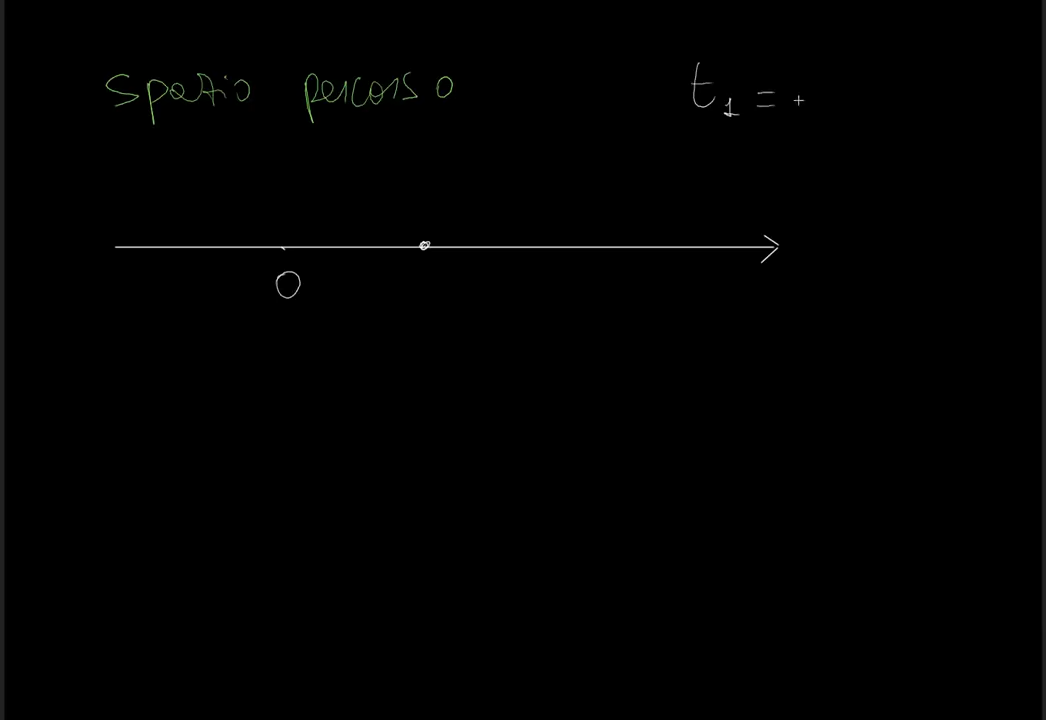 spazio percorso
t₁ =
0